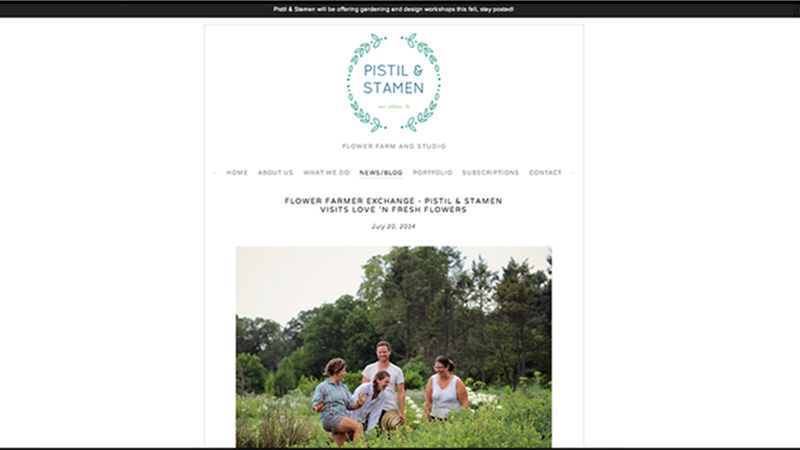 Pistil & Stamen will be offering gardening and design workshops this fall, stay posted!
PISTIL &
STAMEN
new orleans, la
FLOWER FARM AND STUDIO
HOME ABOUT US WHAT WE DO NEWS/BLOG PORTFOLIO SUBSCRIPTIONS CONTACT
FLOWER FARMER EXCHANGE - PISTIL & STAMEN
VISITS LOVE 'N FRESH FLOWERS
July 20, 2014